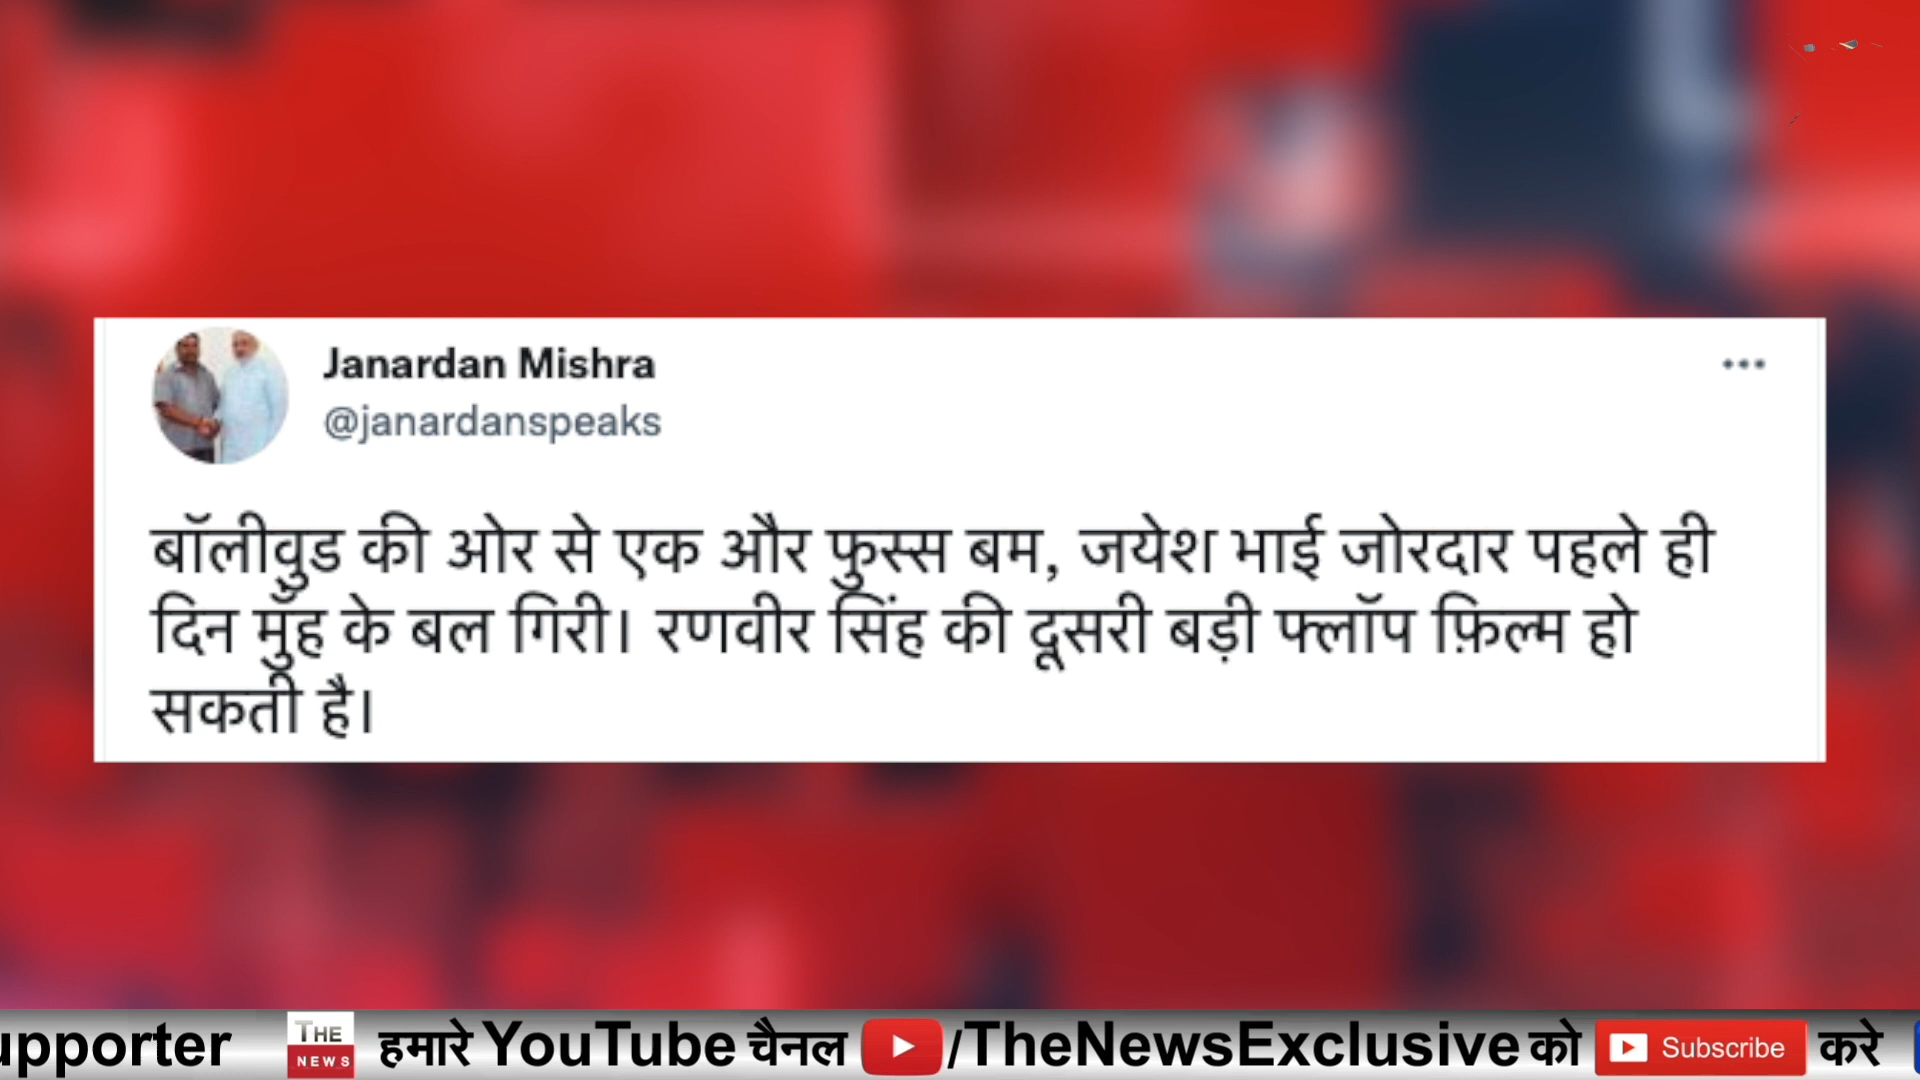 Janardan Mishra
@janardanspeaks
बॉलीवुड की ओर से एक और फुस्स बम, जयेश भाई जोरदार पहले ही
दिन मुँह के बल गिरी। रणवीर सिंह की दूसरी बड़ी फ्लॉप फ़िल्म हो
सकती है।
upporter THE NEWS हमारे YouTube चैनल /TheNewsExclusive को Subscribe करे